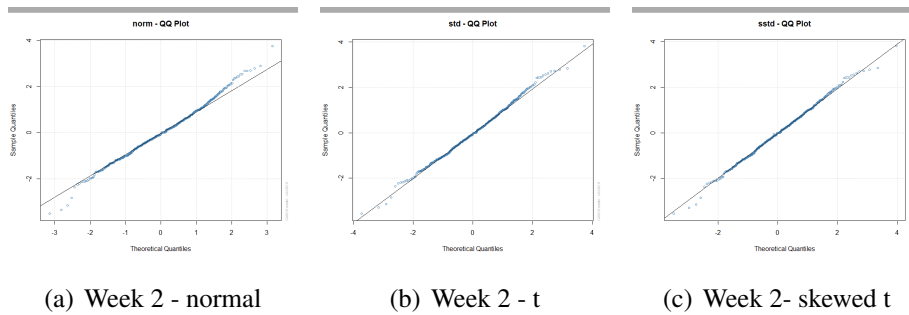 norm - QQ Plot
Sample Quantiles
-2
0
2
4
-3
-2
-1
0
1
2
3
Theoretical Quantiles
(a) Week 2 - normal
std - QQ Plot
Sample Quantiles
-2
0
2
4
-4
-2
0
2
4
Theoretical Quantiles
(b) Week 2 - t
sstd - QQ Plot
Sample Quantiles
-2
0
2
4
-2
0
2
4
Theoretical Quantiles
(c) Week 2- skewed t